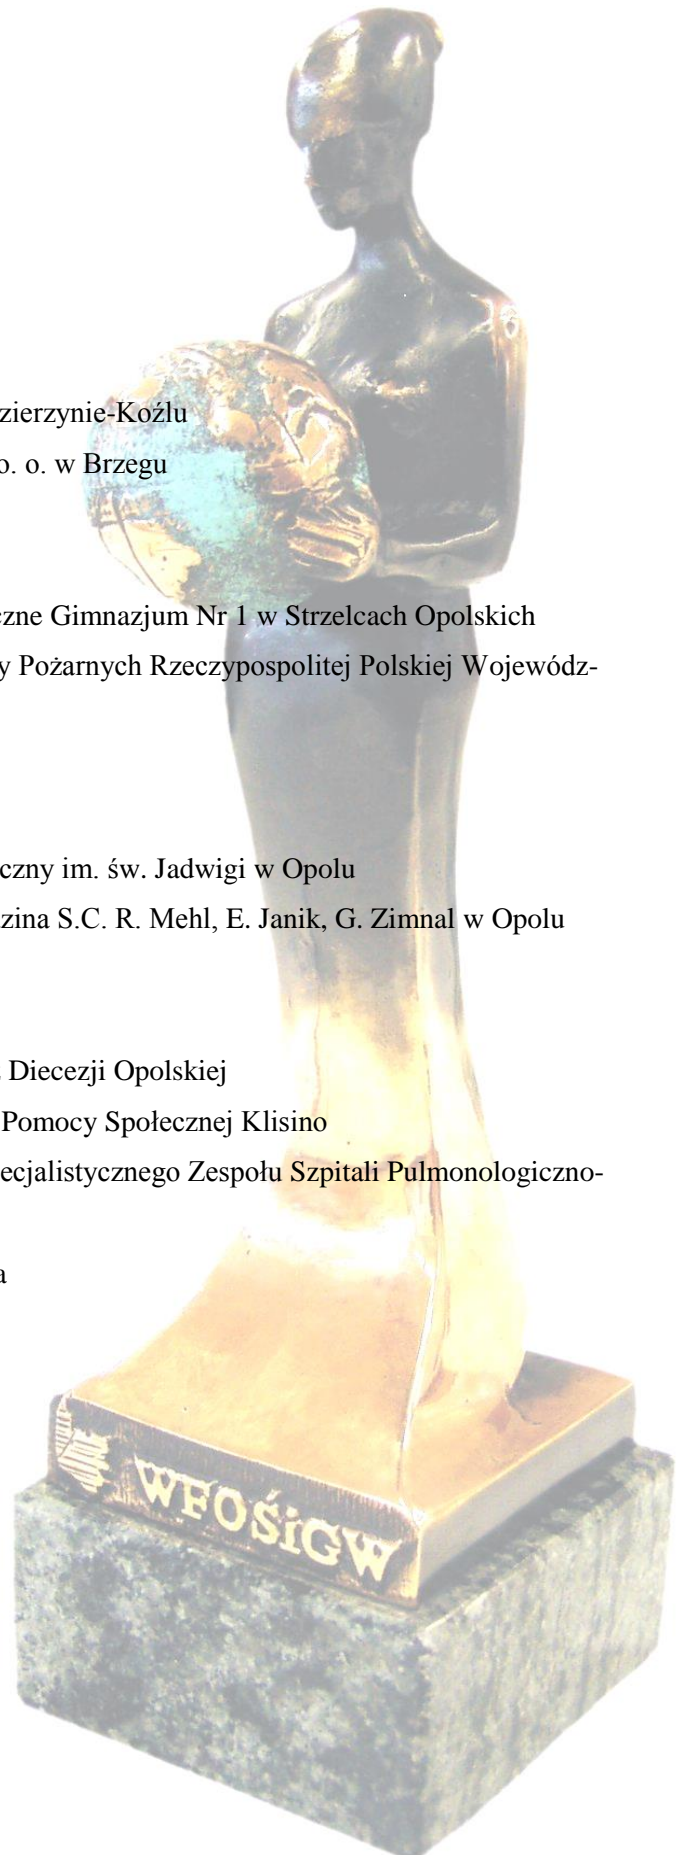 zierzynie-Koźlu
o. o. w Brzegu
czne Gimnazjum Nr 1 w Strzelcach Opolskich
y Pożarnych Rzeczypospolitej Polskiej Wojewódz-
czny im. św. Jadwigi w Opolu
zina S.C. R. Mehl, E. Janik, G. Zimnal w Opolu
Diecezji Opolskiej
Pomocy Społecznej Klisino
ecjalistycznego Zespołu Szpitali Pulmonologiczno-
a
WFOŚiGW